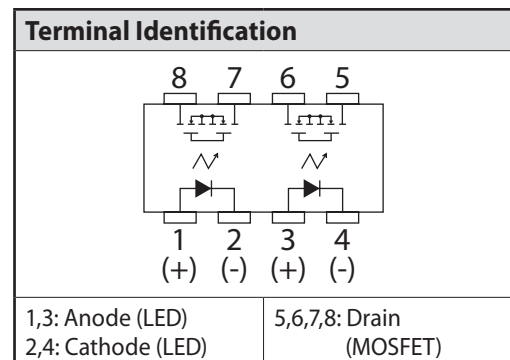 Terminal Identification
8 7 6 5
1 2 3 4
(+) (-) (+) (-)
1,3: Anode (LED)
2,4: Cathode (LED)
5,6,7,8: Drain
(MOSFET)